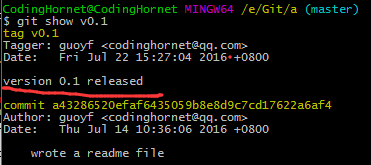 CodingHornet@CodingHornet MINGW64 /e/Git/a (master)
$ git show v0.1
tag v0.1
Tagger: guoyf <codinghornet@qq.com>
Date:   Fri Jul 22 15:27:04 2016 +0800
version 0.1 released
commit a43286520efaf6435059b8e8d9c7cd17622a6af4
Author: guoyf <codinghornet@qq.com>
Date:   Thu Jul 14 10:36:06 2016 +0800
    wrote a readme file